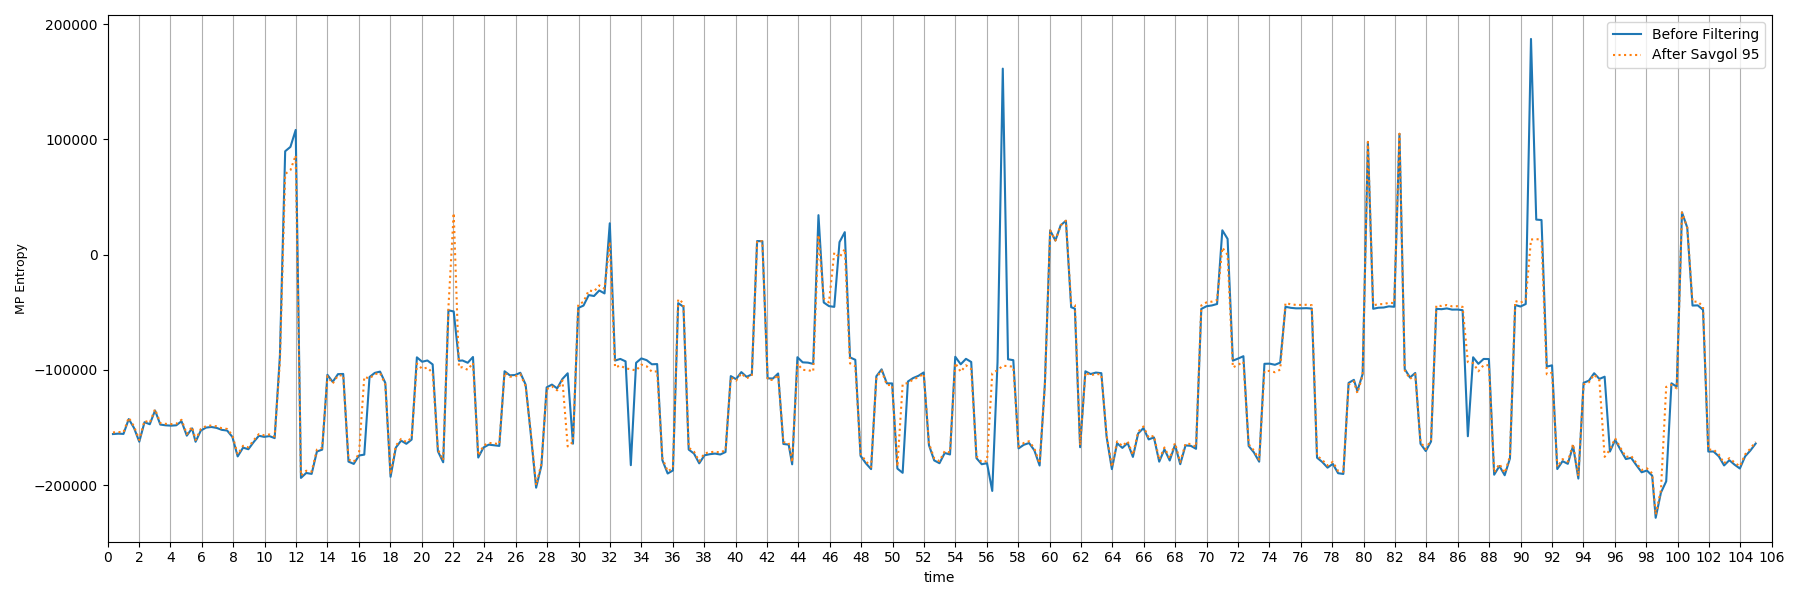 200000
100000
0
−100000
−200000
MP Entropy
Before Filtering
After Savgol 95
0 2 4 6 8 10 12 14 16 18 20 22 24 26 28 30 32 34 36 38 40 42 44 46 48 50 52 54 56 58 60 62 64 66 68 70 72 74 76 78 80 82 84 86 88 90 92 94 96 98 100 102 104 106
time